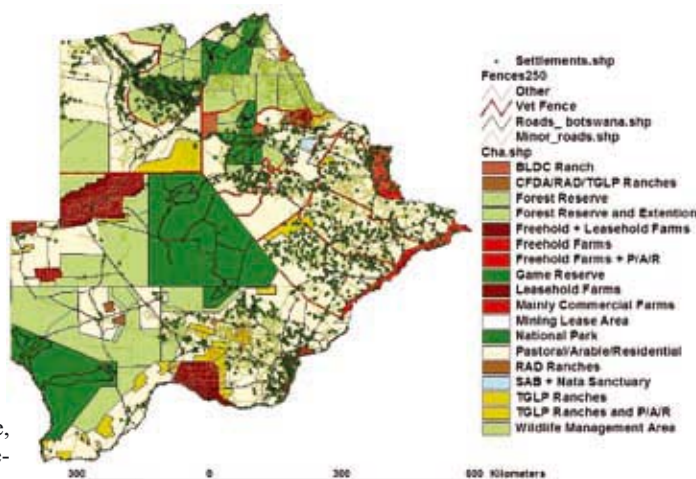 Settlements.shp
Fences250
Other
Vet Fence
Roads_ botswana.shp
Minor_roads.shp
Cha.shp
BLDC Ranch
CFDA/RAD/TGLP Ranches
Forest Reserve
Forest Reserve and Extention
Freehold + Leasehold Farms
Freehold Farms
Freehold Farms + P/A/R
Game Reserve
Leasehold Farms
Mainly Commercial Farms
Mining Lease Area
National Park
Pastoral/Arable/Residential
RAD Ranches
SAB + Nata Sanctuary
TGLP Ranches
TGLP Ranches and P/A/R
Wildlife Management Area
300 0 300 600 Kilometers